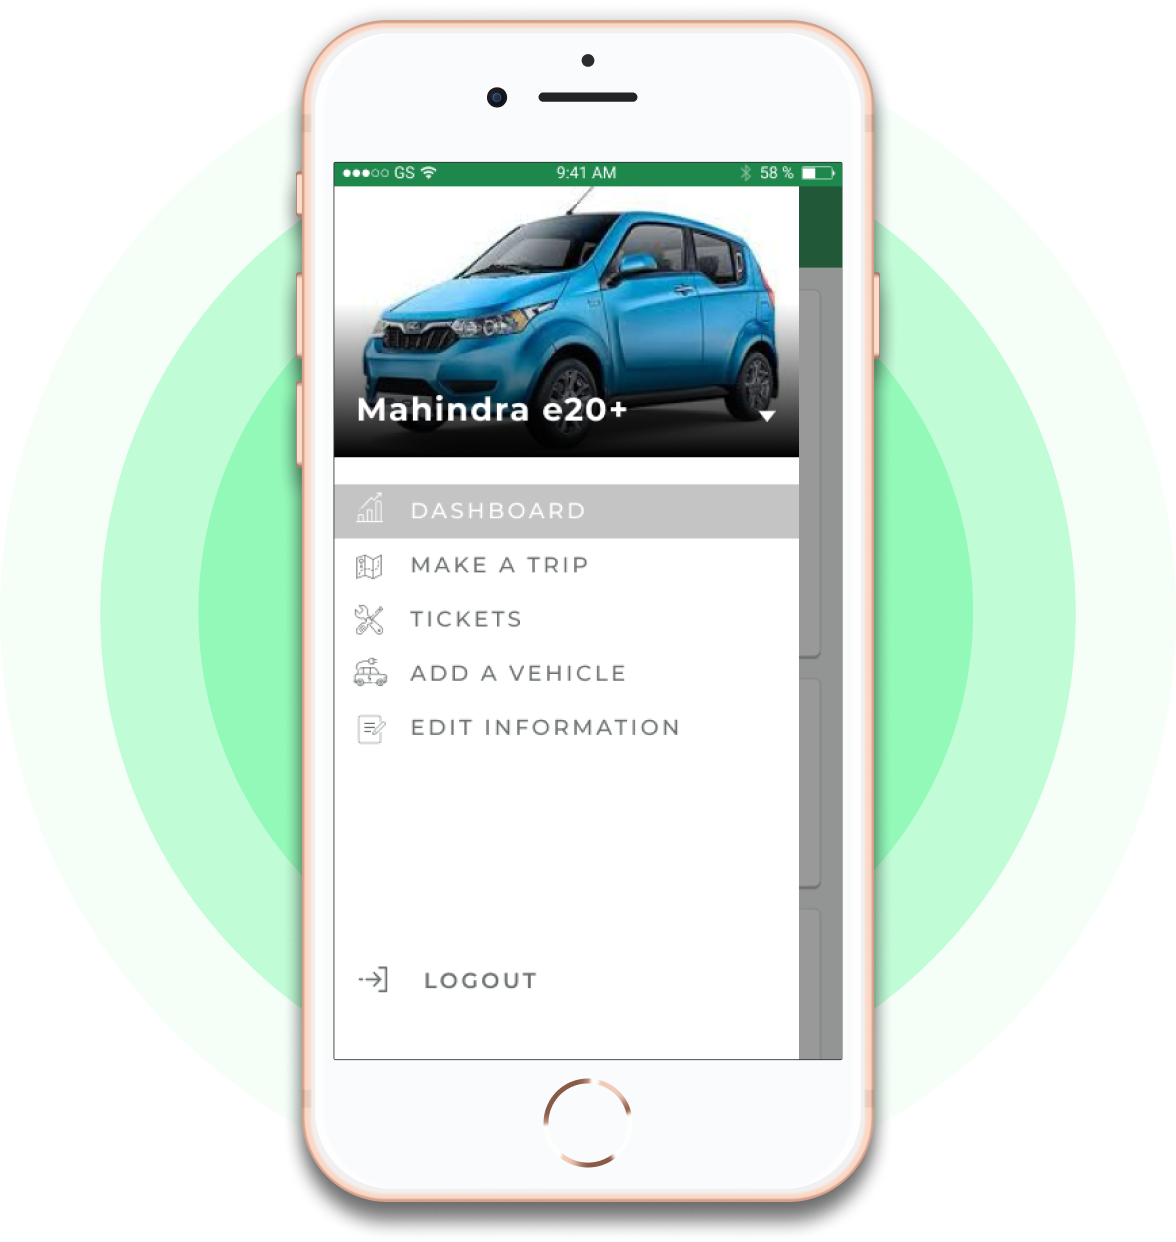 GS 9:41 AM 58 %
Mahindra e20+
DASHBOARD
MAKE A TRIP
TICKETS
ADD A VEHICLE
EDIT INFORMATION
LOGOUT